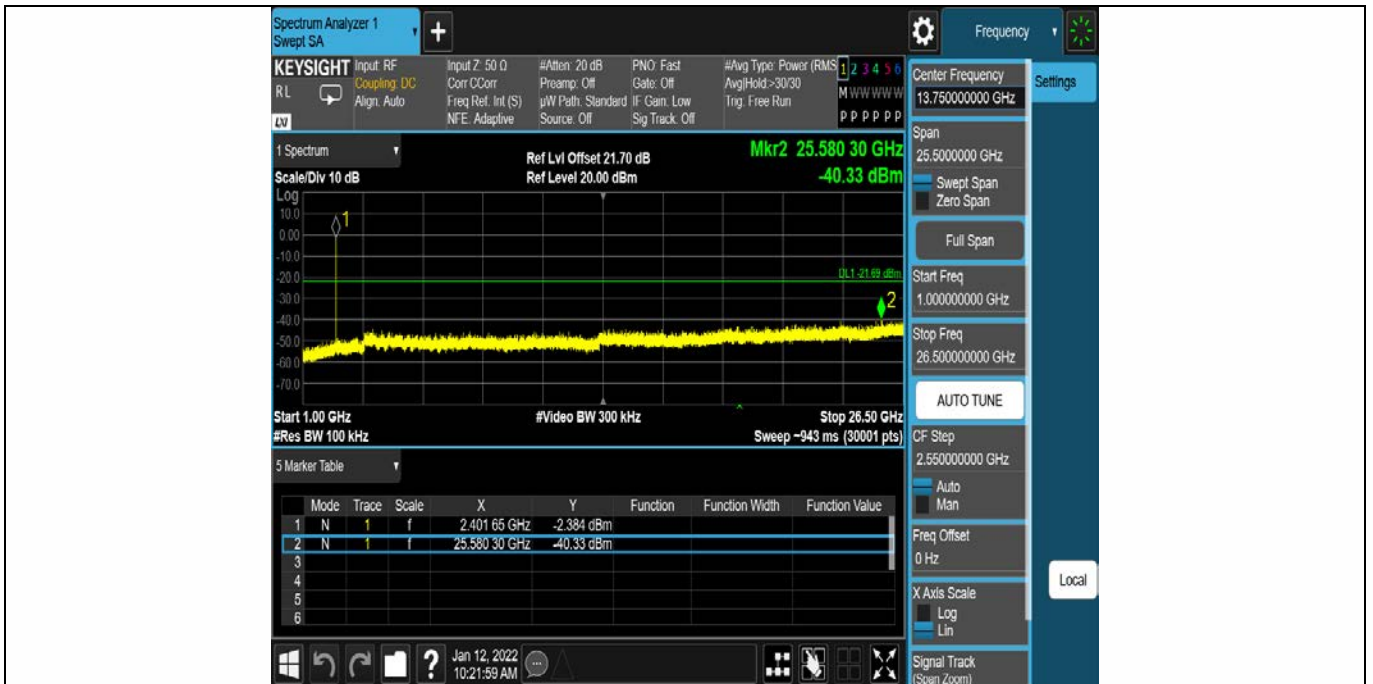 Spectrum Analyzer 1
Swept SA
+
Frequency
KEYSIGHT
RL
LXI
Input: RF
Coupling: DC
Align: Auto
Input Z: 50 Ω
Corr CCorr
Freq Ref: Int (S)
NFE: Adaptive
#Atten: 20 dB
Preamp: Off
µW Path: Standard
Source: Off
PNO: Fast
Gate: Off
IF Gain: Low
Sig Track: Off
#Avg Type: Power (RMS
Avg|Hold:>30/30
Trig: Free Run
1 2 3 4 5 6
M W W W W W
P P P P P P
1 Spectrum
Scale/Div 10 dB
Ref Lvl Offset 21.70 dB
Ref Level 20.00 dBm
Mkr2 25.580 30 GHz
-40.33 dBm
Log
10.0
0.00
-10.0
-20.0
-30.0
-40.0
-50.0
-60.0
-70.0
1
DL1 -21.69 dBm
2
Start 1.00 GHz
#Video BW 300 kHz
Stop 26.50 GHz
#Res BW 100 kHz
Sweep ~943 ms (30001 pts)
5 Marker Table
Mode Trace Scale X Y Function Function Width Function Value
1 N 1 f 2.401 65 GHz -2.384 dBm
2 N 1 f 25.580 30 GHz -40.33 dBm
3
4
5
6
?
Jan 12, 2022
10:21:59 AM
Center Frequency
13.750000000 GHz
Settings
Span
25.5000000 GHz
Swept Span
Zero Span
Full Span
Start Freq
1.000000000 GHz
Stop Freq
26.500000000 GHz
AUTO TUNE
CF Step
2.550000000 GHz
Auto
Man
Freq Offset
0 Hz
X Axis Scale
Log
Lin
Local
Signal Track
(Span Zoom)